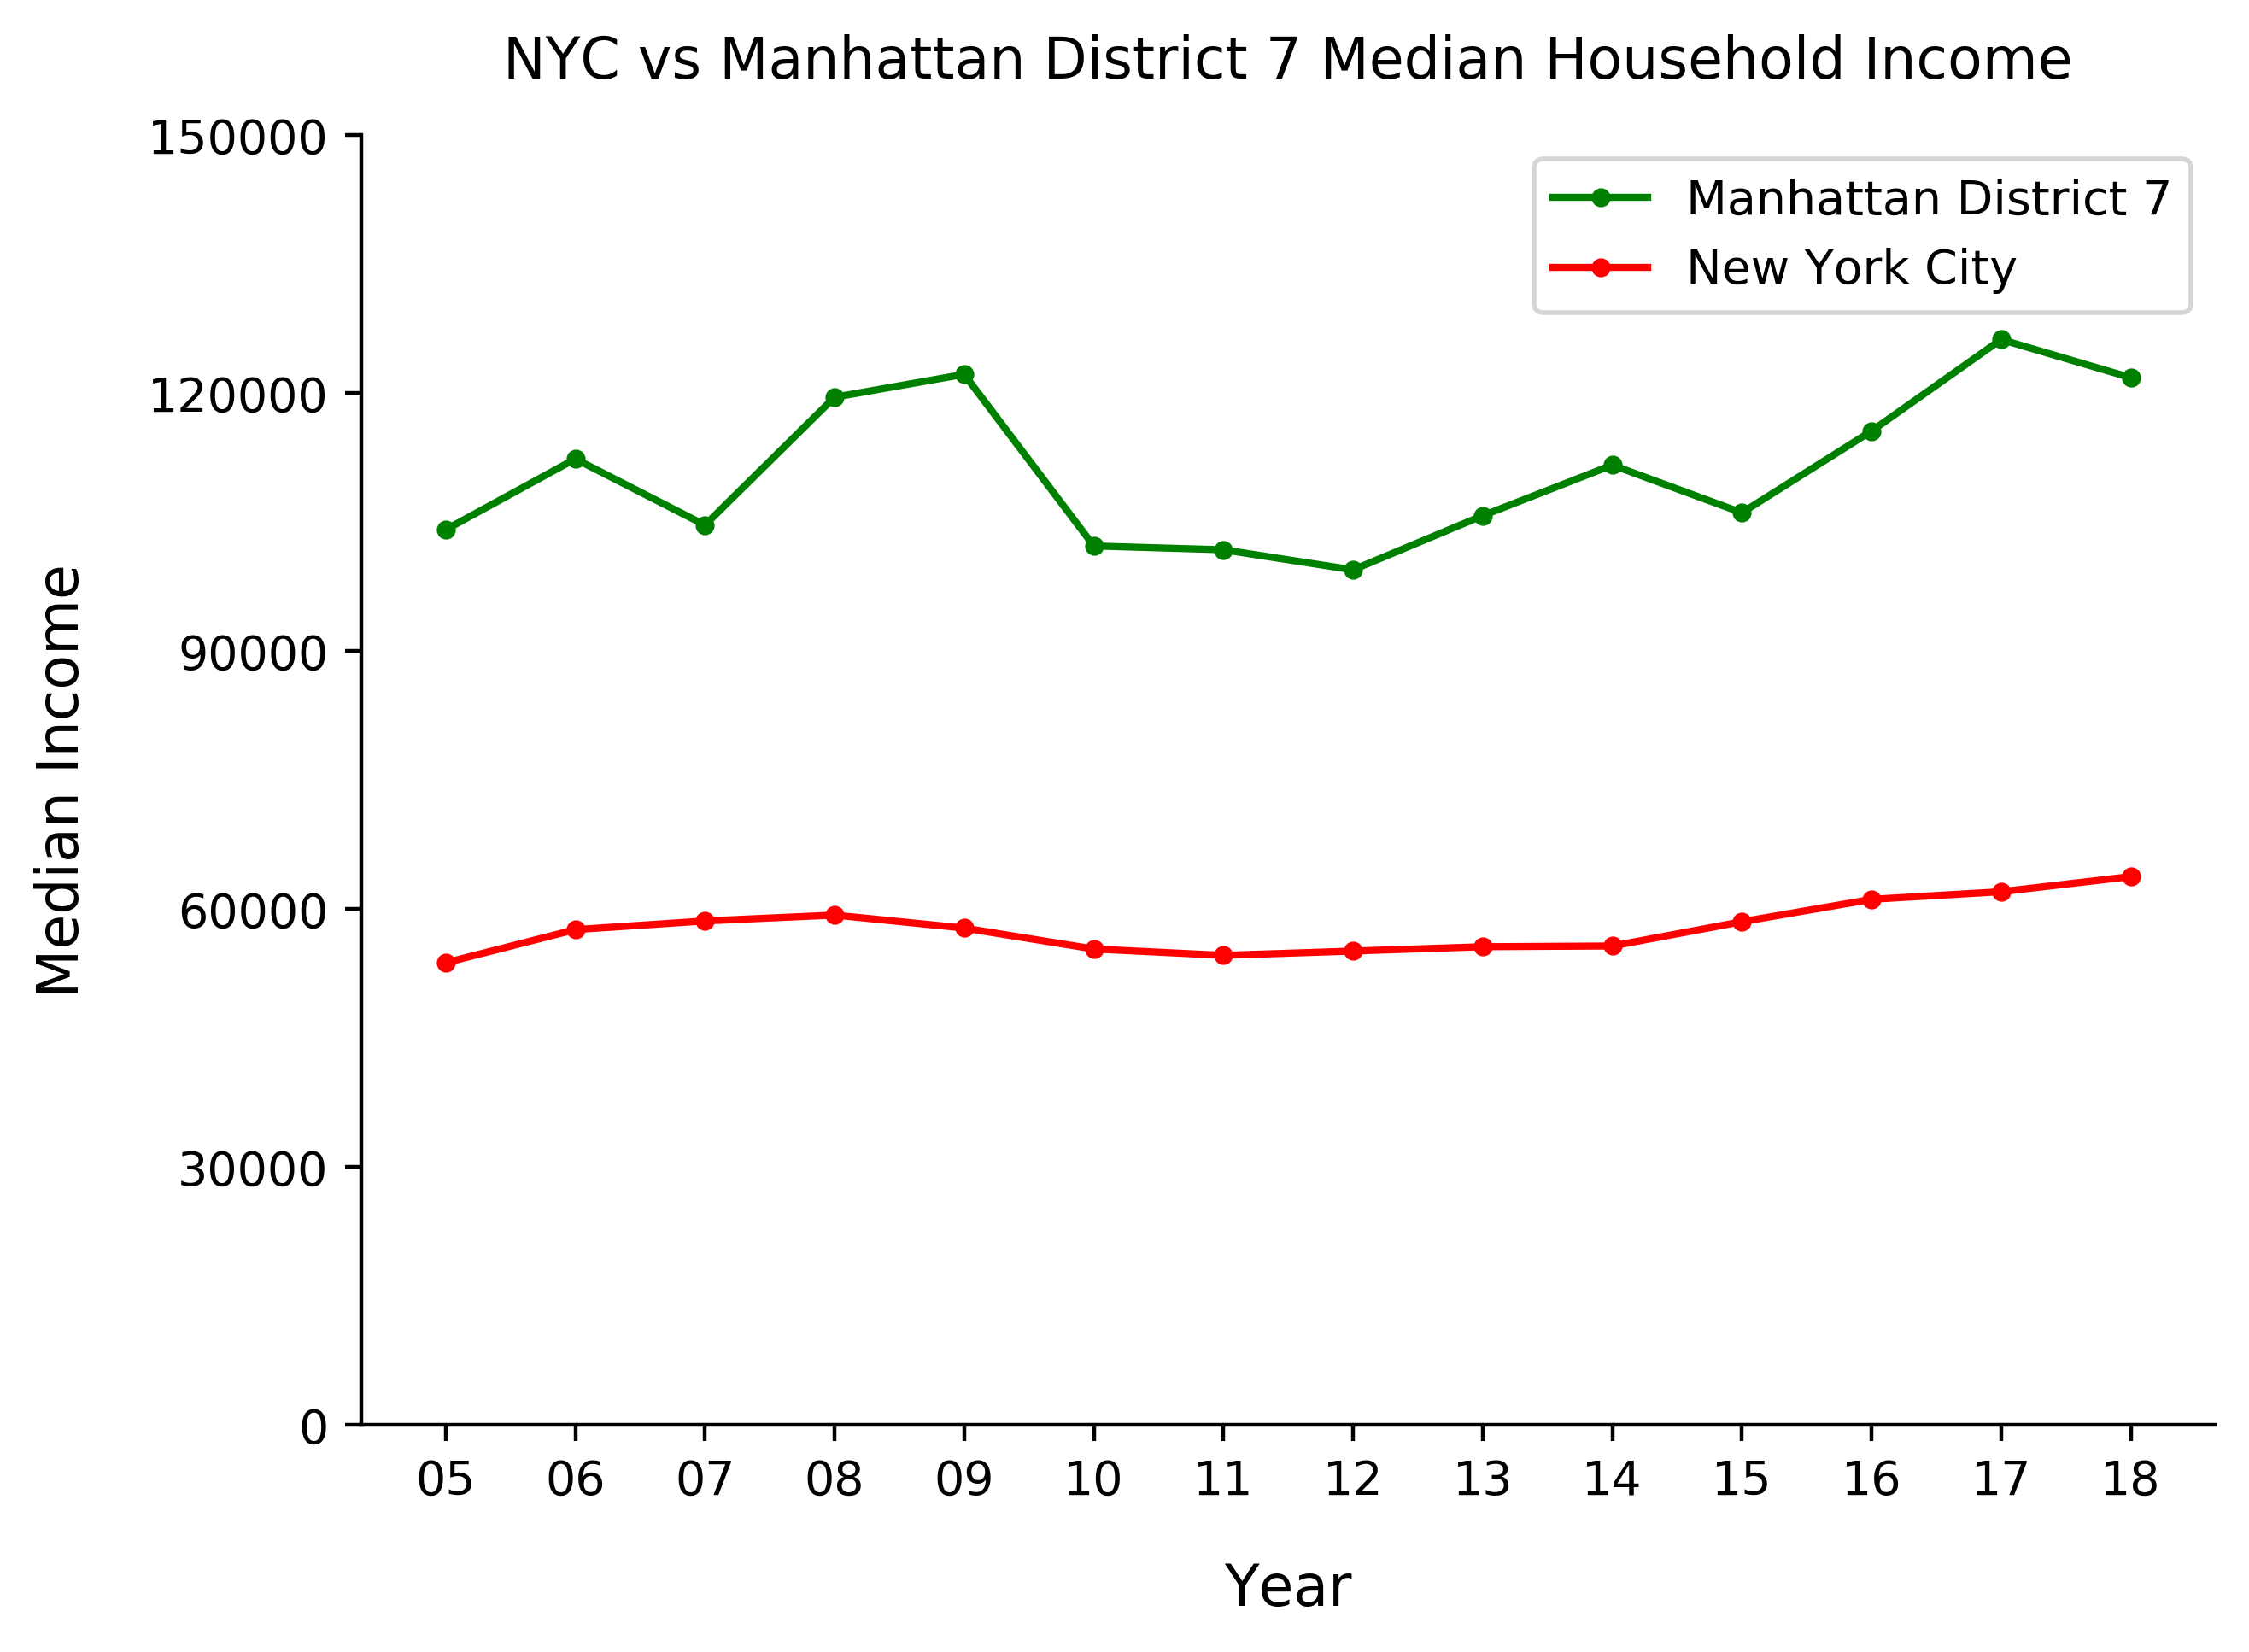 NYC vs Manhattan District 7 Median Household Income
150000
120000
90000
60000
30000
0
Median Income
Manhattan District 7
New York City
05 06 07 08 09 10 11 12 13 14 15 16 17 18
Year